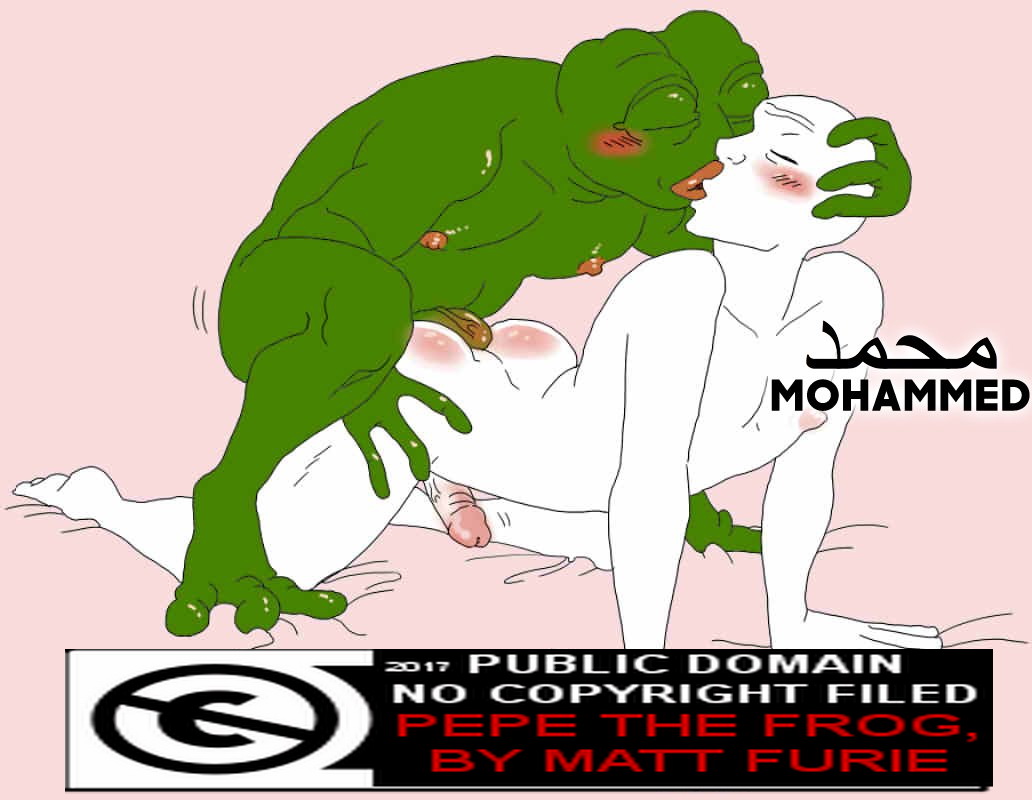 محمد
MOHAMMED
2017 PUBLIC DOMAIN
NO COPYRIGHT FILED
PEPE THE FROG,
BY MATT FURIE